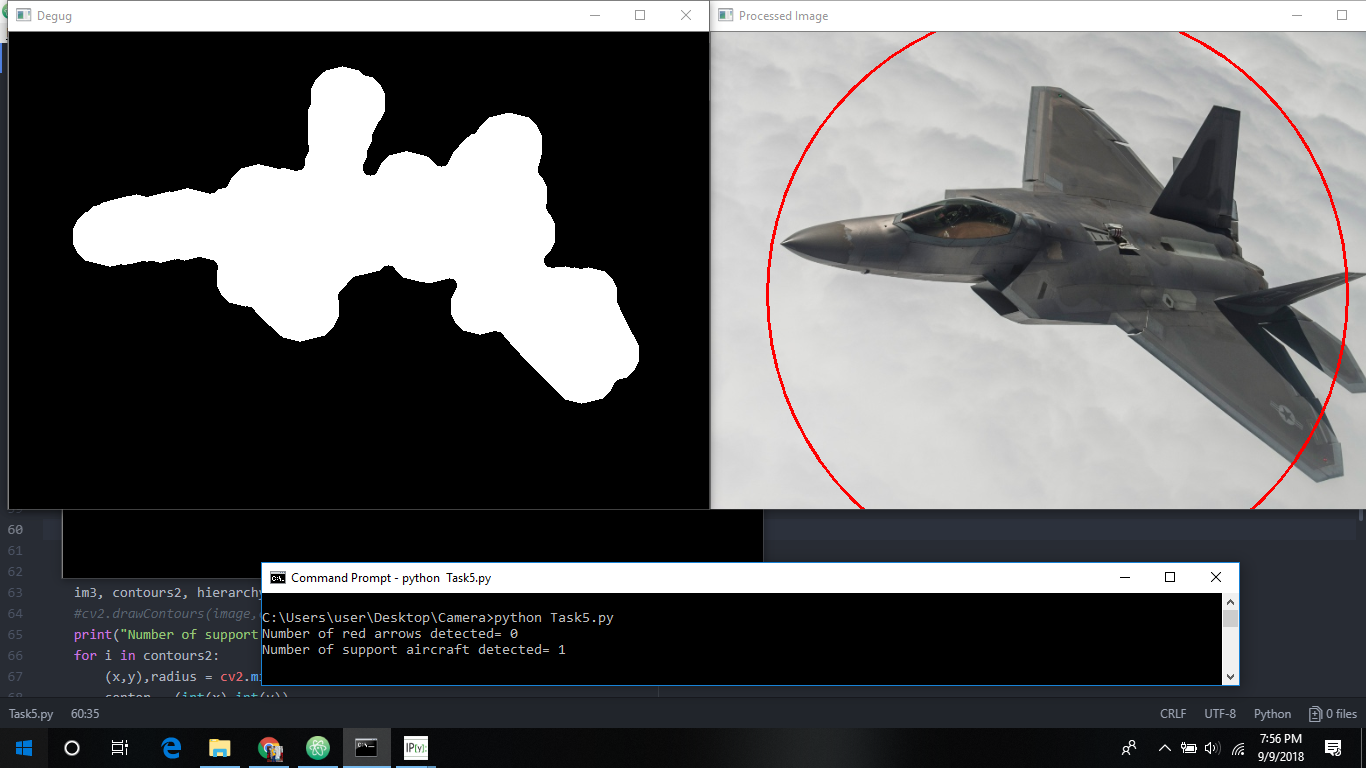 Degug
Processed Image
60
61
62
63 im3, contours2, hierarchy
64 #cv2.drawContours(image,
65 print("Number of support
66 for i in contours2:
67 (x,y),radius = cv2.mi
Command Prompt - python Task5.py
C:\Users\user\Desktop\Camera>python Task5.py
Number of red arrows detected= 0
Number of support aircraft detected= 1
Task5.py 60:35 CRLF UTF-8 Python 0 files
IP[y]:
7:56 PM
9/9/2018